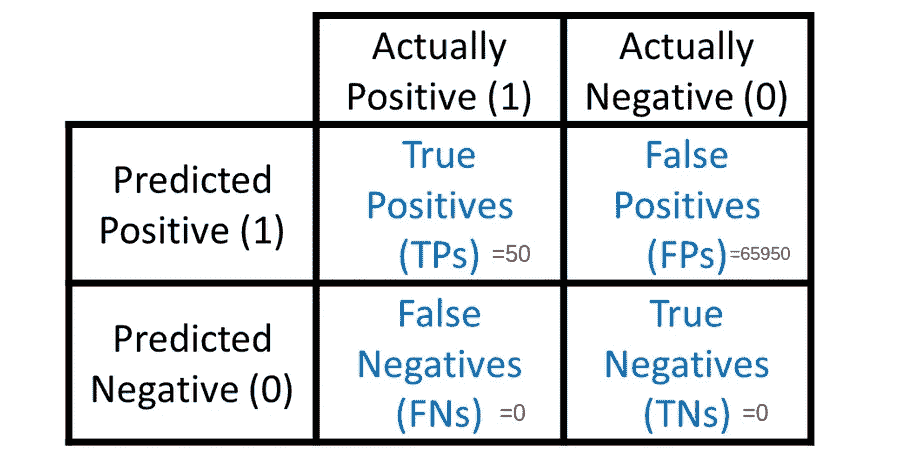 Actually
Positive (1)
Actually
Negative (0)
Predicted
Positive (1)
True
Positives
(TPs) =50
False
Positives
(FPs)=65950
Predicted
Negative (0)
False
Negatives
(FNs) =0
True
Negatives
(TNs) =0